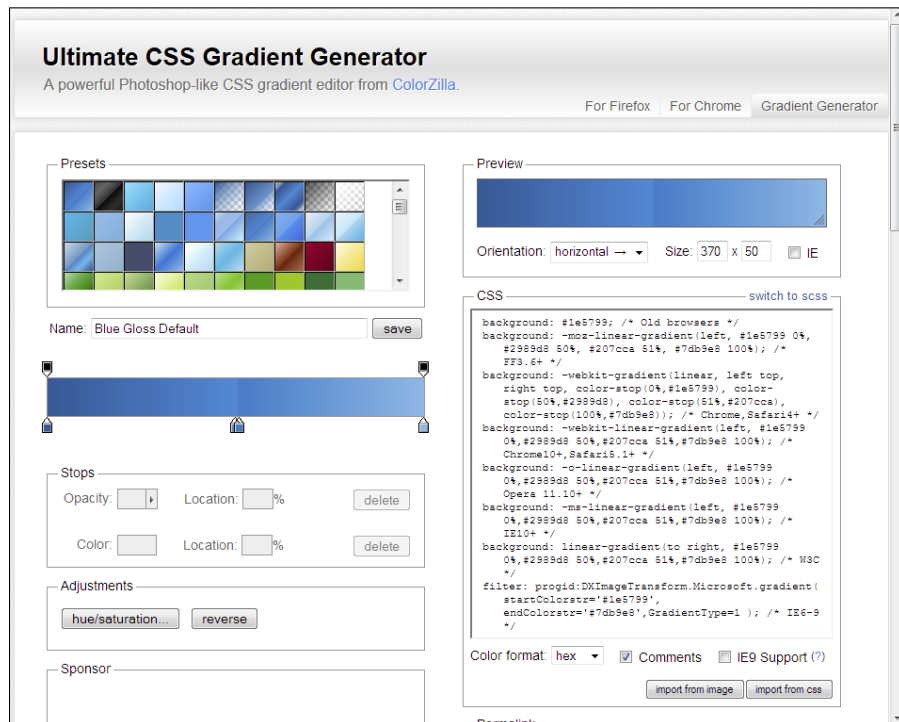 Ultimate CSS Gradient Generator
A powerful Photoshop-like CSS gradient editor from ColorZilla.
For Firefox For Chrome Gradient Generator
Presets
Name: Blue Gloss Default save
Stops
Opacity: Location: % delete
Color: Location: % delete
Adjustments
hue/saturation... reverse
Sponsor
Preview
Orientation: horizontal → Size: 370 x 50 IE
CSS switch to scss
background: #1e5799; /* Old browsers */
background: -moz-linear-gradient(left, #1e5799 0%,
#2989d8 50%, #207cca 51%, #7db9e8 100%); /*
FF3.6+ */
background: -webkit-gradient(linear, left top,
right top, color-stop(0%,#1e5799), color-
stop(50%,#2989d8), color-stop(51%,#207cca),
color-stop(100%,#7db9e8)); /* Chrome,Safari4+ */
background: -webkit-linear-gradient(left, #1e5799
0%,#2989d8 50%,#207cca 51%,#7db9e8 100%); /*
Chrome10+,Safari5.1+ */
background: -o-linear-gradient(left, #1e5799
0%,#2989d8 50%,#207cca 51%,#7db9e8 100%); /*
Opera 11.10+ */
background: -ms-linear-gradient(left, #1e5799
0%,#2989d8 50%,#207cca 51%,#7db9e8 100%); /*
IE10+ */
background: linear-gradient(to right, #1e5799
0%,#2989d8 50%,#207cca 51%,#7db9e8 100%); /* W3C
*/
filter: progid:DXImageTransform.Microsoft.gradient(
startColorstr='#1e5799',
endColorstr='#7db9e8',GradientType=1 ); /* IE6-9
*/
Color format: hex Comments IE9 Support (?)
import from image import from css
Permalink